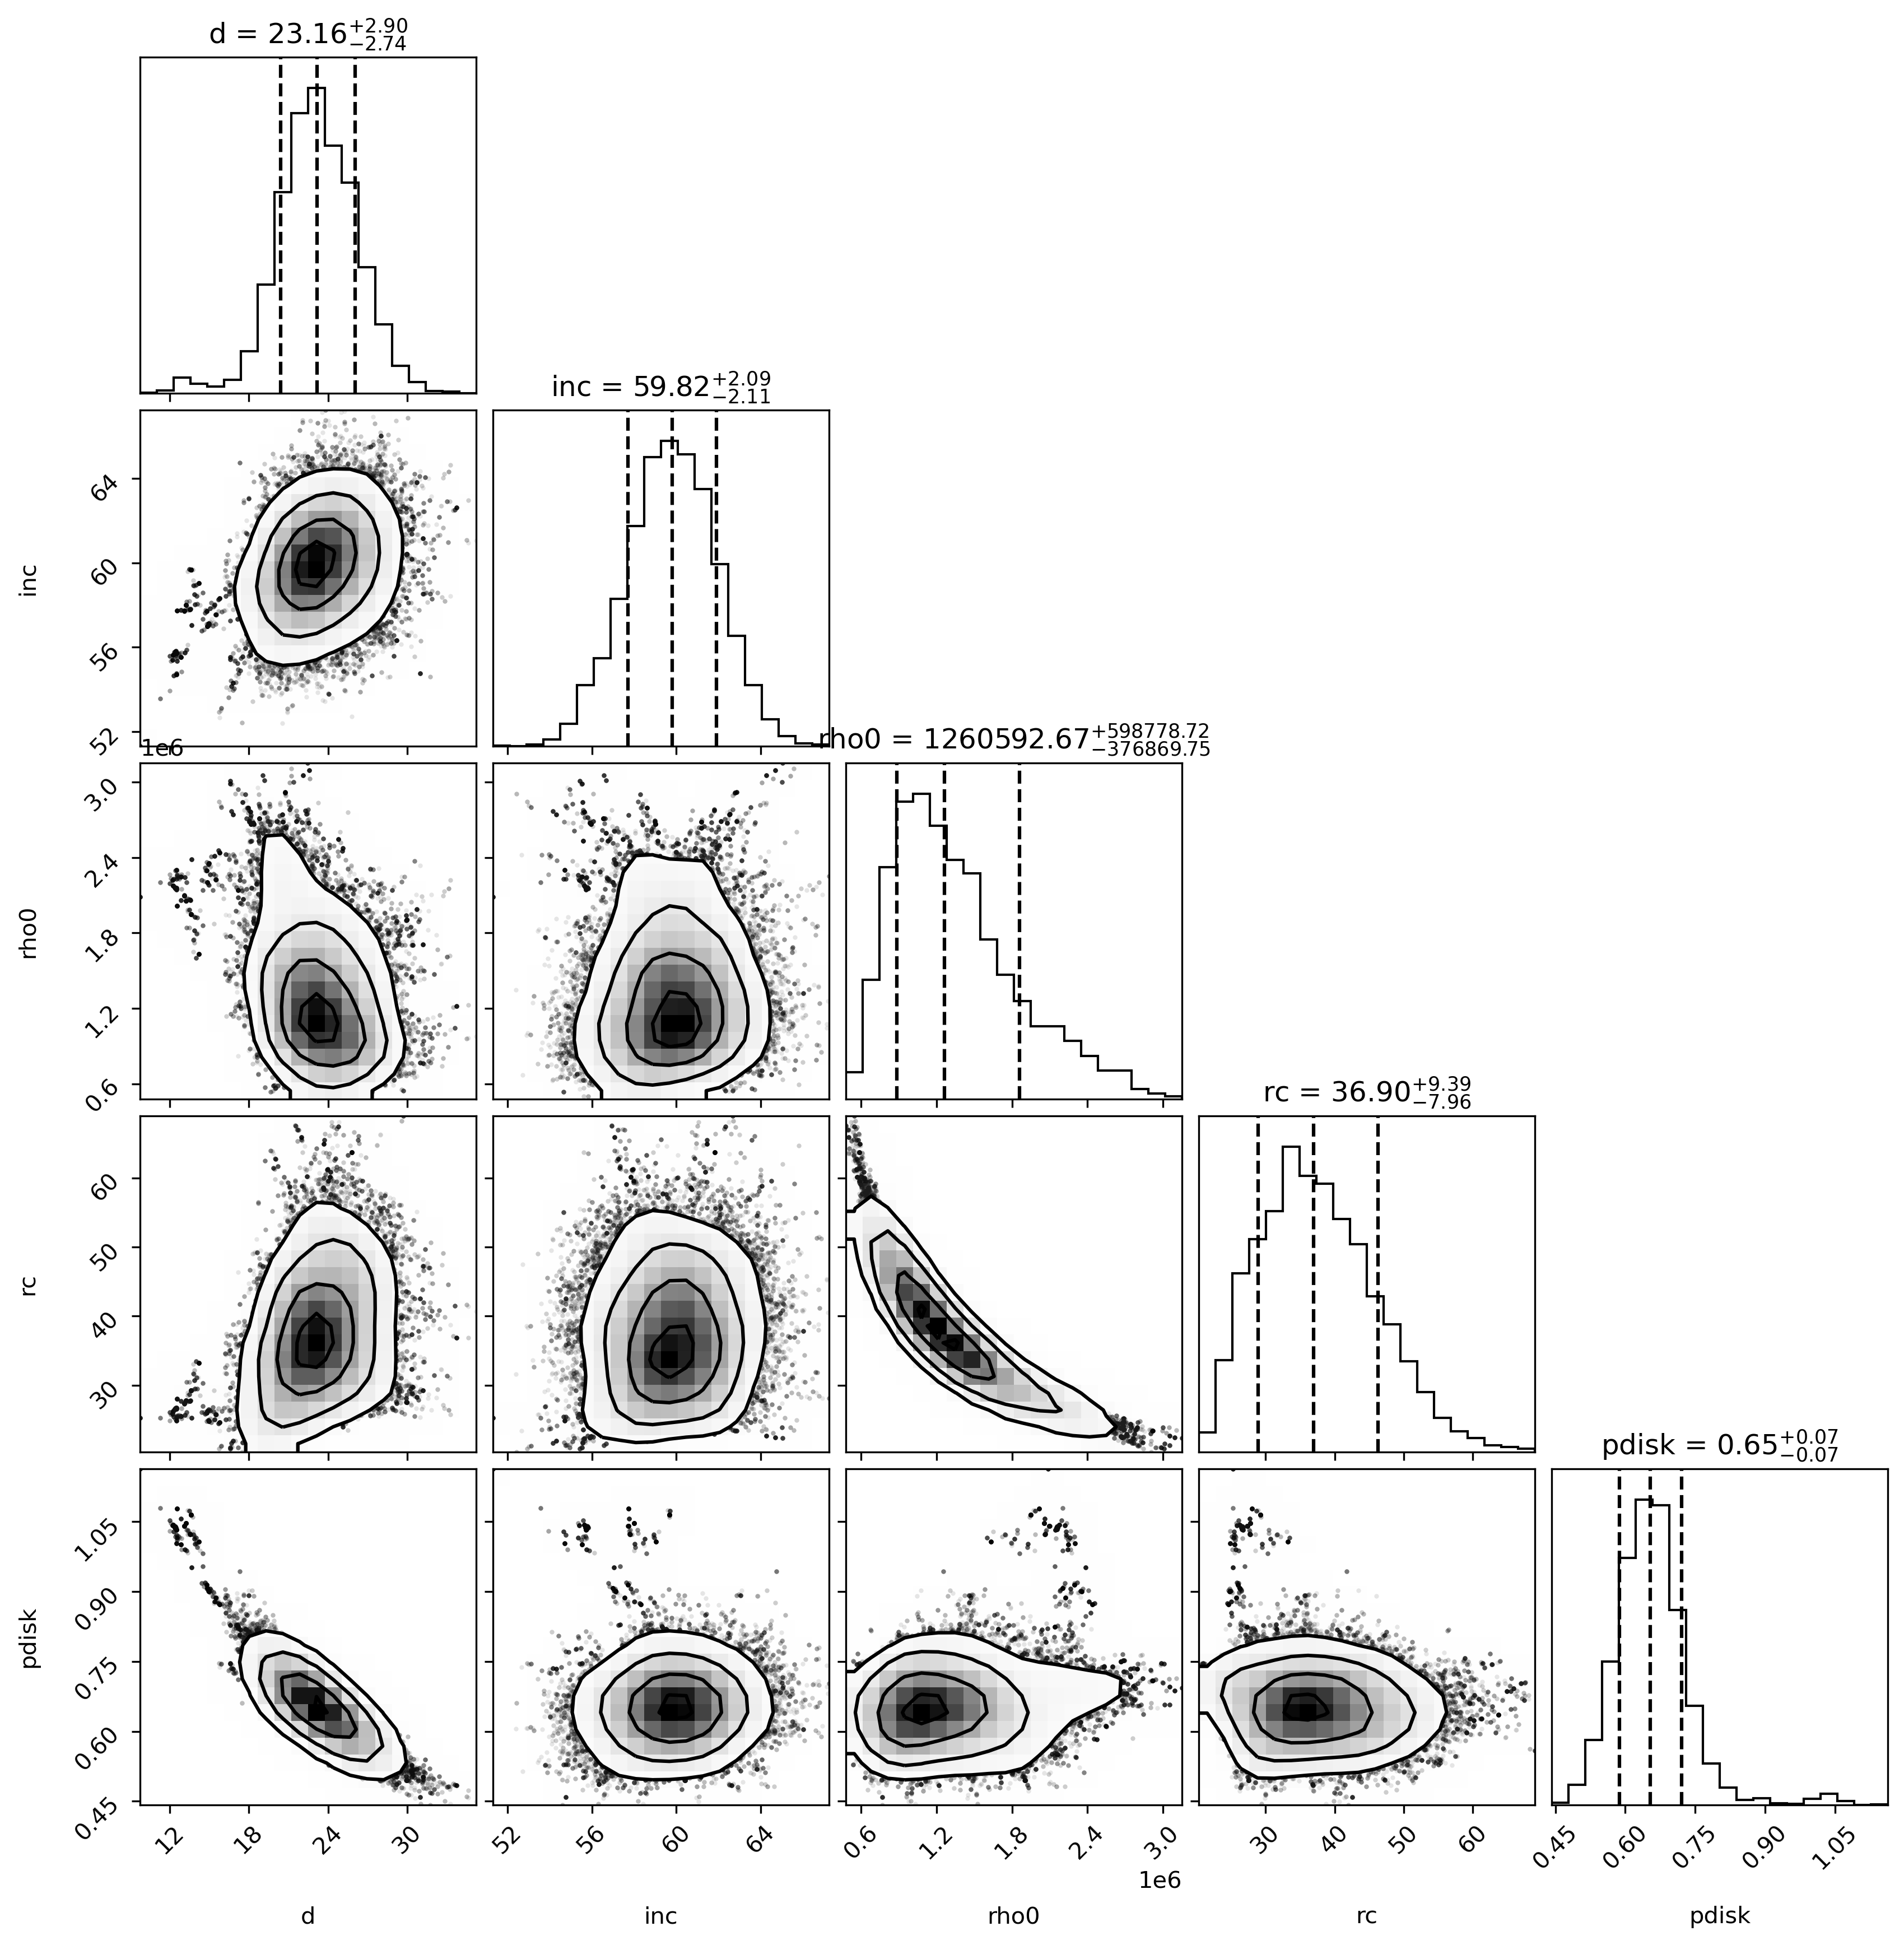 d = 23.16+2.90−2.74
inc = 59.82+2.09−2.11
64
60
56
52
inc
1e6
rho0 = 1260592.67+598778.72−376869.75
3.0
2.4
1.8
1.2
0.6
rho0
rc = 36.90+9.39−7.96
60
50
40
30
rc
pdisk = 0.65+0.07−0.07
1.05
0.90
0.75
0.60
0.45
pdisk
12 18 24 30 52 56 60 64 0.6 1.2 1.8 2.4 3.0 30 40 50 60 0.45 0.60 0.75 0.90 1.05
1e6
d inc rho0 rc pdisk